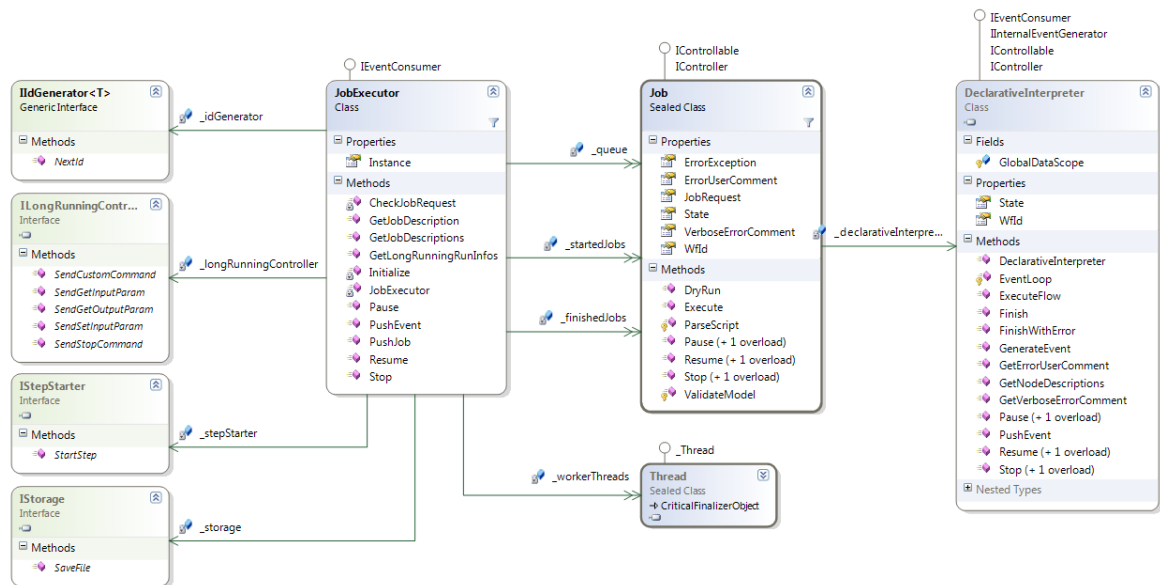 IIdGenerator<T>
GenericInterface
Methods
NextId
ILongRunningContr...
Interface
Methods
SendCustomCommand
SendGetInputParam
SendGetOutputParam
SendSetInputParam
SendStopCommand
IStepStarter
Interface
Methods
StartStep
IStorage
Interface
Methods
SaveFile
_idGenerator
_longRunningController
_stepStarter
_storage
IEventConsumer
JobExecutor
Class
Properties
Instance
Methods
CheckJobRequest
GetJobDescription
GetJobDescriptions
GetLongRunningRunInfos
Initialize
JobExecutor
Pause
PushEvent
PushJob
Resume
Stop
_queue
_startedJobs
_finishedJobs
_workerThreads
IControllable
IController
Job
Sealed Class
Properties
ErrorException
ErrorUserComment
JobRequest
State
VerboseErrorComment
WfId
Methods
DryRun
Execute
ParseScript
Pause (+ 1 overload)
Resume (+ 1 overload)
Stop (+ 1 overload)
ValidateModel
_Thread
Thread
Sealed Class
CriticalFinalizerObject
_declarativeInterpre...
IEventConsumer
IInternalEventGenerator
IControllable
IController
DeclarativeInterpreter
Class
Fields
GlobalDataScope
Properties
State
WfId
Methods
DeclarativeInterpreter
EventLoop
ExecuteFlow
Finish
FinishWithError
GenerateEvent
GetErrorUserComment
GetNodeDescriptions
GetVerboseErrorComment
Pause (+ 1 overload)
PushEvent
Resume (+ 1 overload)
Stop (+ 1 overload)
Nested Types